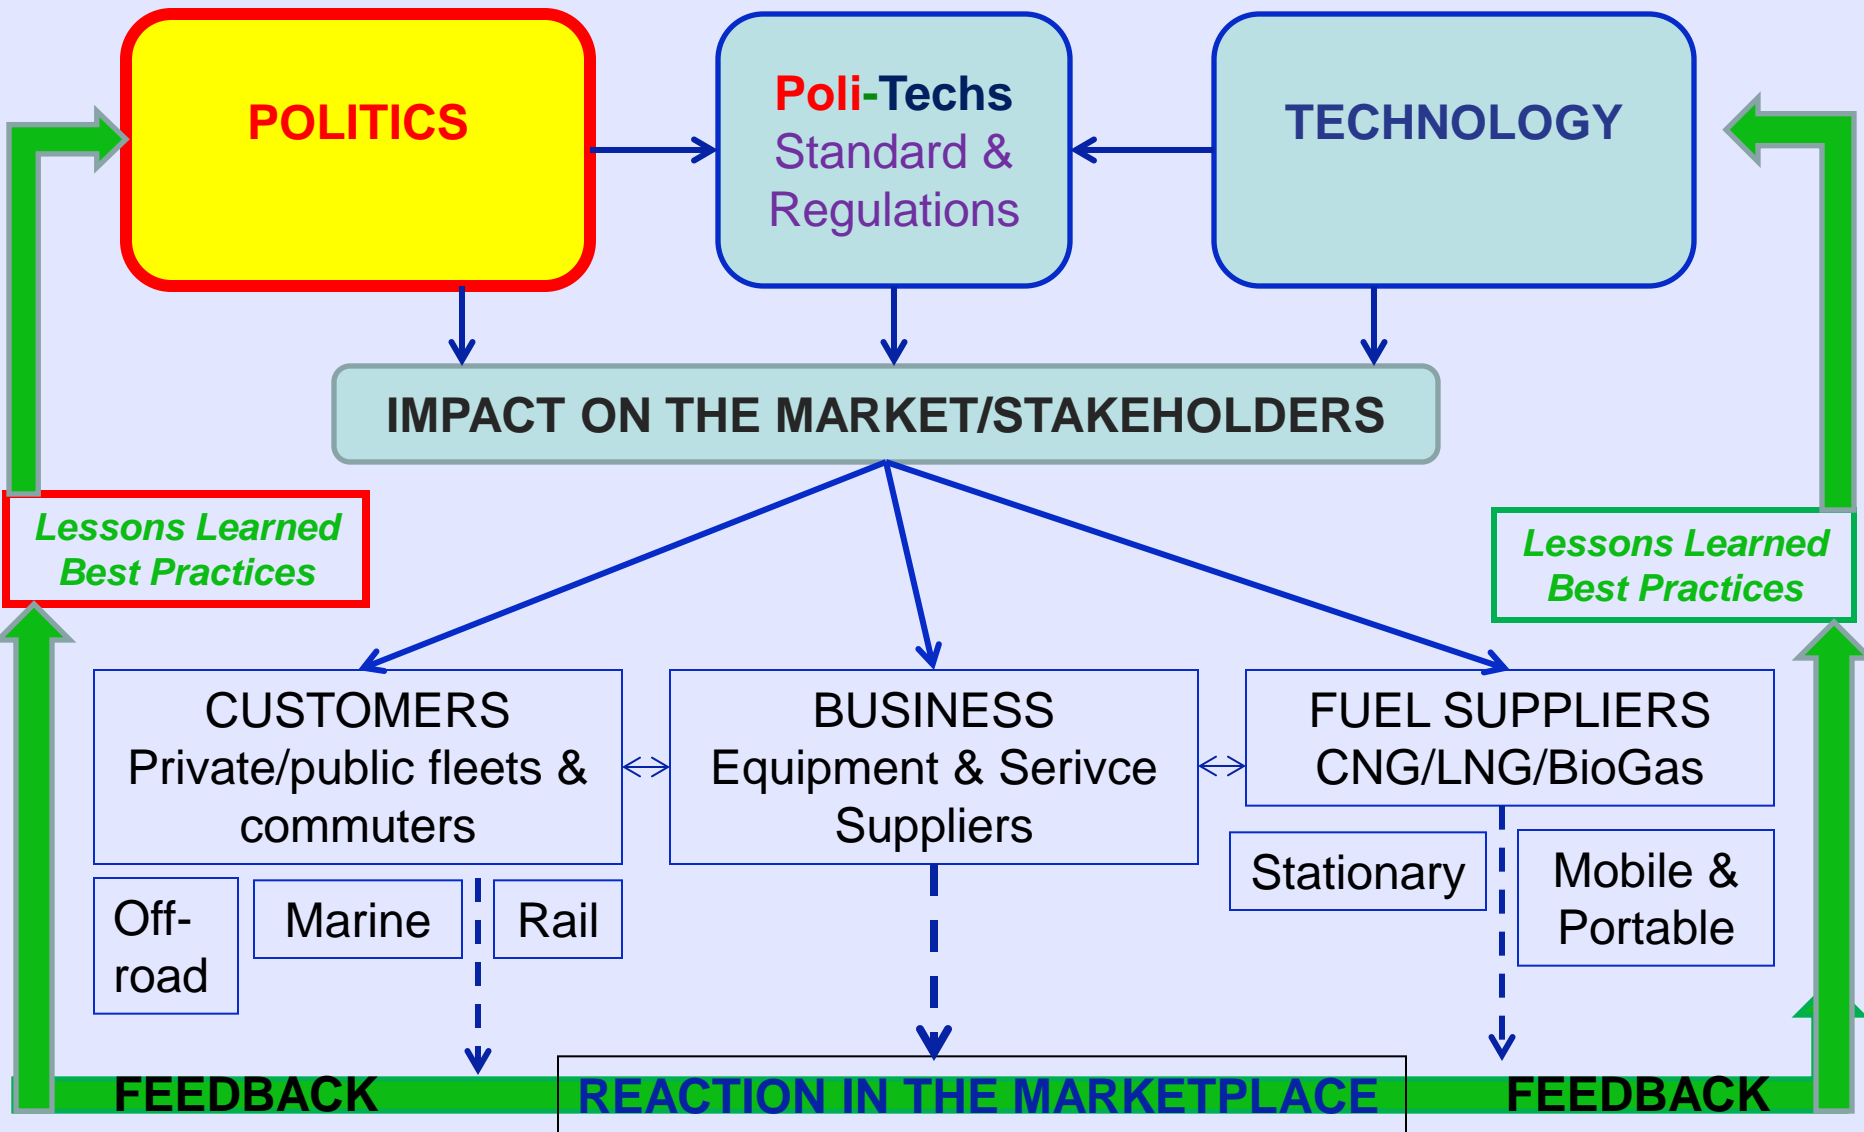 POLITICS
Poli-Techs
Standard &
Regulations
TECHNOLOGY
IMPACT ON THE MARKET/STAKEHOLDERS
Lessons Learned
Best Practices
Lessons Learned
Best Practices
CUSTOMERS
Private/public fleets &
commuters
BUSINESS
Equipment & Serivce
Suppliers
FUEL SUPPLIERS
CNG/LNG/BioGas
Off-
road
Marine
Rail
Stationary
Mobile &
Portable
FEEDBACK
REACTION IN THE MARKETPLACE
FEEDBACK